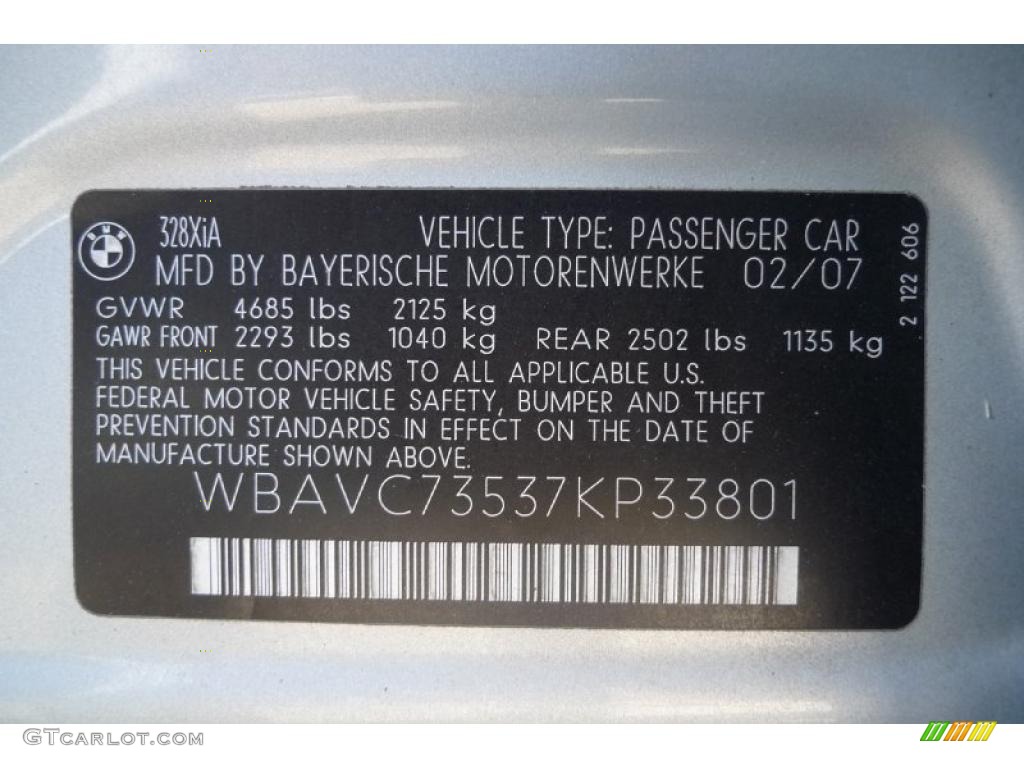 BMW
328XiA VEHICLE TYPE: PASSENGER CAR
MFD BY BAYERISCHE MOTORENWERKE 02/07
GVWR 4685 lbs 2125 kg
GAWR FRONT 2293 lbs 1040 kg REAR 2502 lbs 1135 kg
THIS VEHICLE CONFORMS TO ALL APPLICABLE U.S.
FEDERAL MOTOR VEHICLE SAFETY, BUMPER AND THEFT
PREVENTION STANDARDS IN EFFECT ON THE DATE OF
MANUFACTURE SHOWN ABOVE.
WBAVC73537KP33801
2 122 606
GTCARLOT.COM